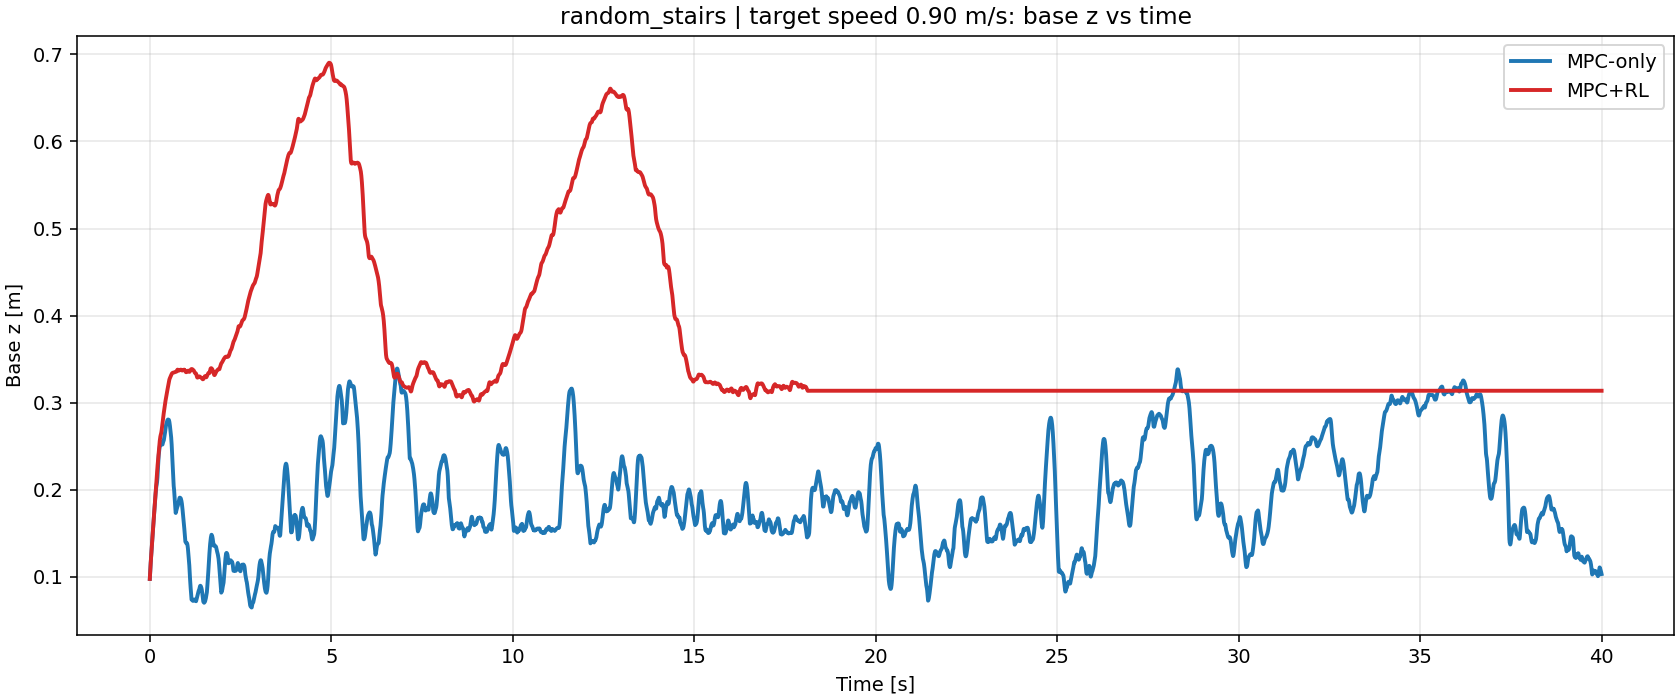 random_stairs | target speed 0.90 m/s: base z vs time
MPC-only
MPC+RL
Base z [m]
0.7
0.6
0.5
0.4
0.3
0.2
0.1
0 5 10 15 20 25 30 35 40
Time [s]